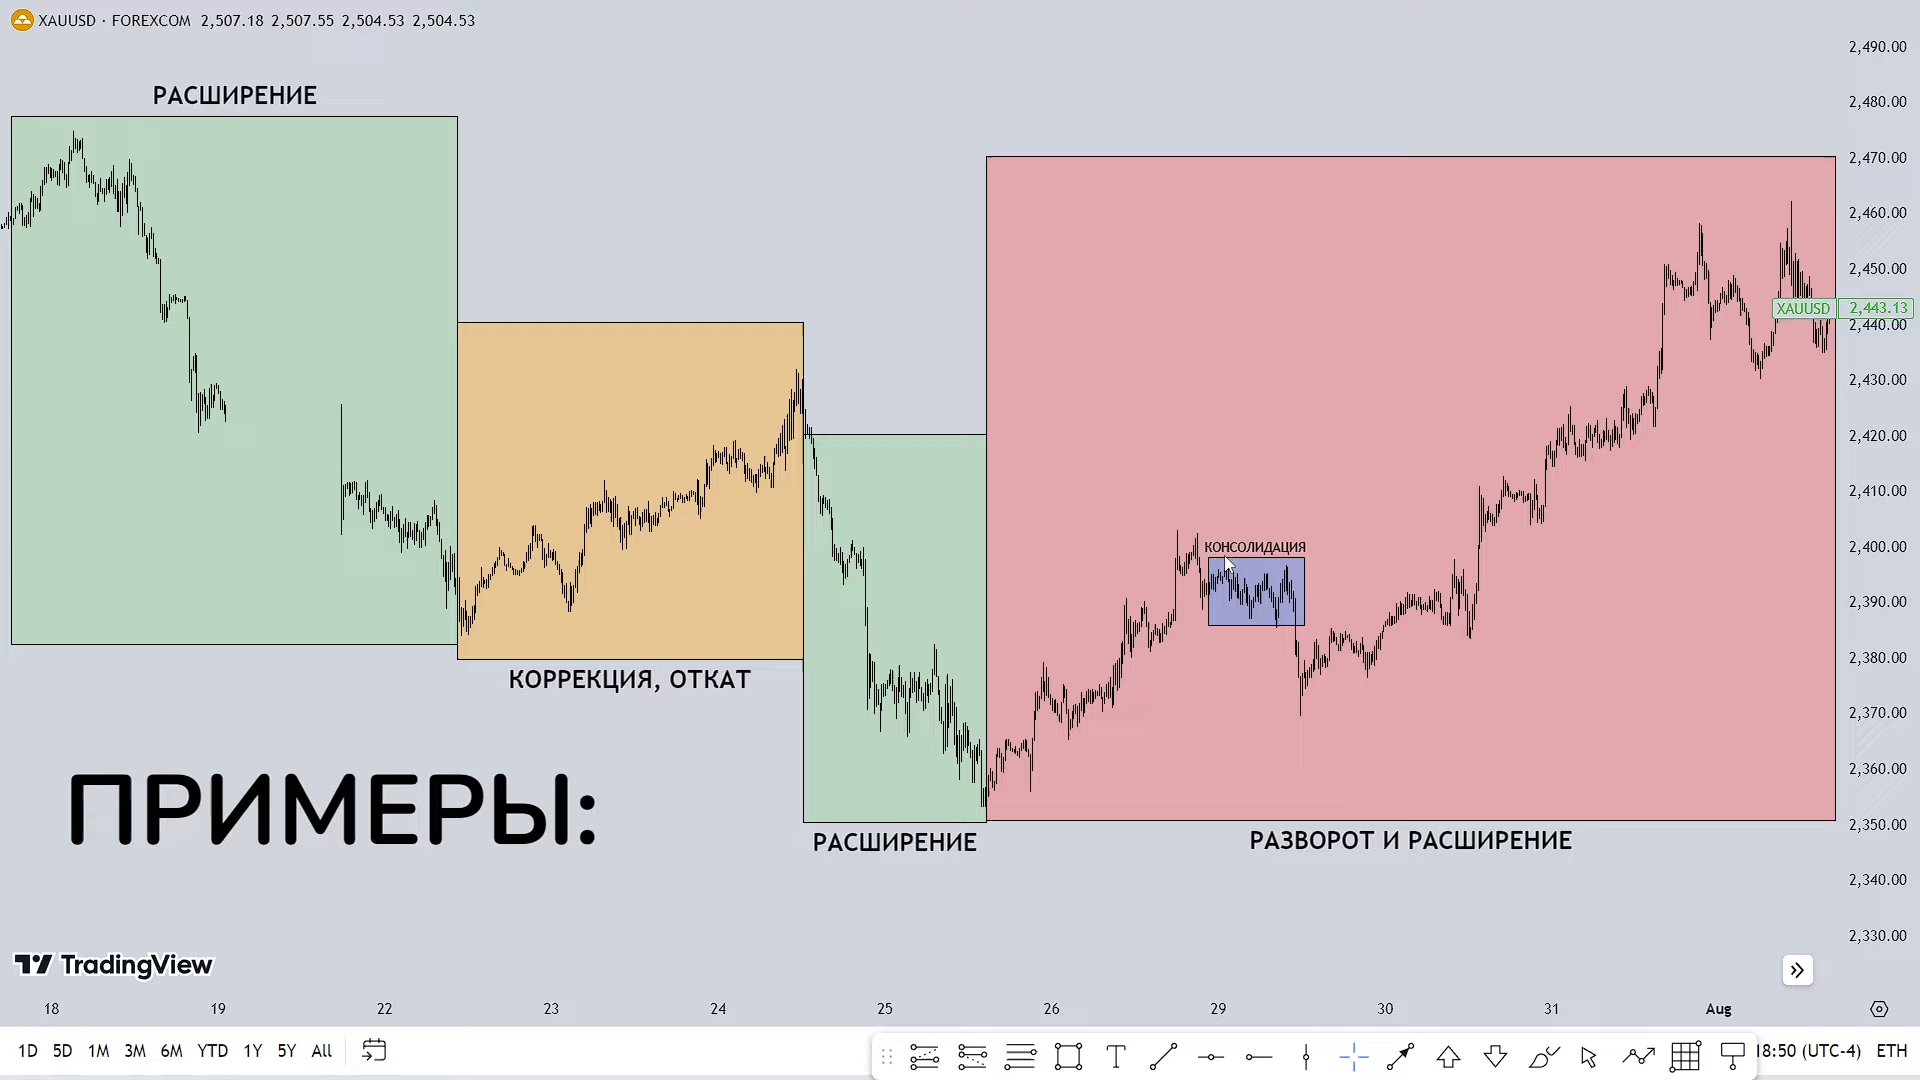 XAUUSD · FOREXCOM 2,507.18 2,507.55 2,504.53 2,504.53
2,490.00
РАСШИРЕНИЕ
2,480.00
2,470.00
2,460.00
2,450.00
XAUUSD 2,443.13
2,440.00
2,430.00
2,420.00
2,410.00
2,400.00
КОНСОЛИДАЦИЯ
2,390.00
2,380.00
КОРРЕКЦИЯ, ОТКАТ
2,370.00
2,360.00
ПРИМЕРЫ:
2,350.00
РАСШИРЕНИЕ
РАЗВОРОТ И РАСШИРЕНИЕ
2,340.00
2,330.00
TradingView
18 19 22 23 24 25 26 29 30 31 Aug
1D 5D 1M 3M 6M YTD 1Y 5Y All
18:50 (UTC-4) ETH